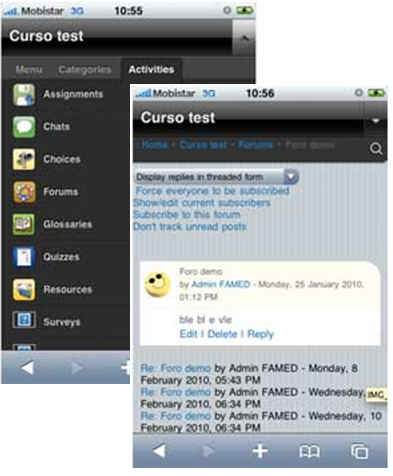 Mobistar 3G 10:55
Curso test
Menu Categories Activities
Assignments
Chats
Choices
Forums
Glossaries
Quizzes
Resources
Surveys
Mobistar 3G 10:56
Curso test
Home Curso test Forums Foro demo
Display replies in threaded form
Force everyone to be subscribed
Show/edit current subscribers
Subscribe to this forum
Don't track unread posts
Foro demo
by Admin FAMED - Monday, 25 January 2010,
01:12 PM
ble bl e vle
Edit | Delete | Reply
Re: Foro demo by Admin FAMED - Monday, 8
February 2010, 05:43 PM
Re: Foro demo by Admin FAMED - Wednesday,
IMG_
February 2010, 06:34 PM
Re: Foro demo by Admin FAMED - Wednesday, 10
February 2010, 06:34 PM